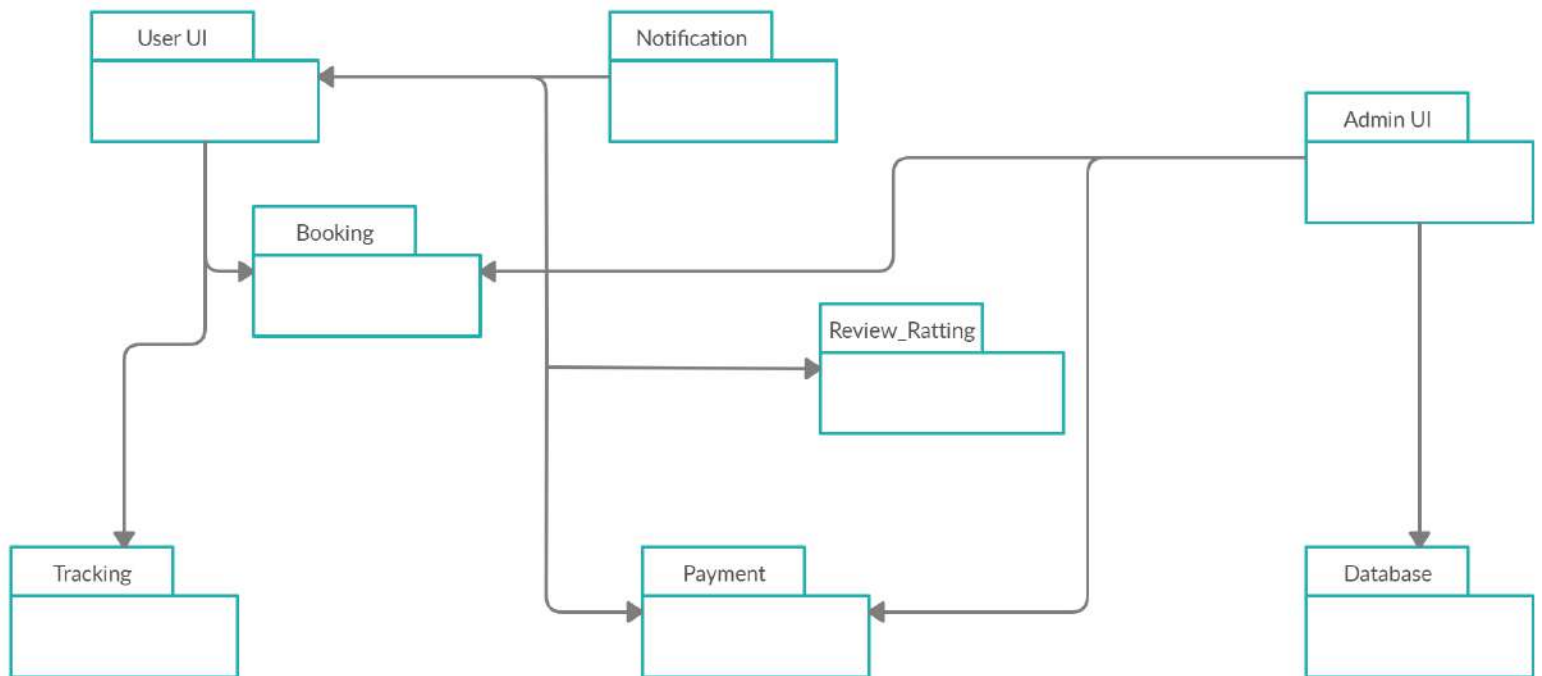 User UI
Notification
Admin UI
Booking
Review_Ratting
Tracking
Payment
Database